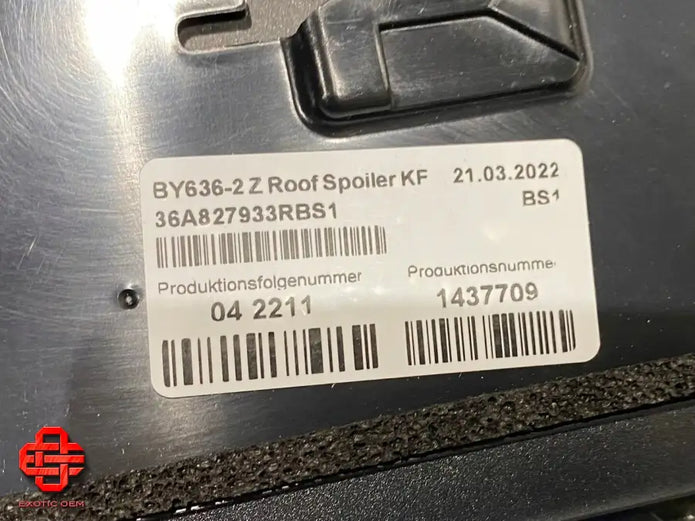 BY636-2 Z Roof Spoiler KF 21.03.2022
36A827933RBS1 BS1
Produktionsfolgenummer Produktionsnumme
04 2211 1437709
EXOTIC OEM